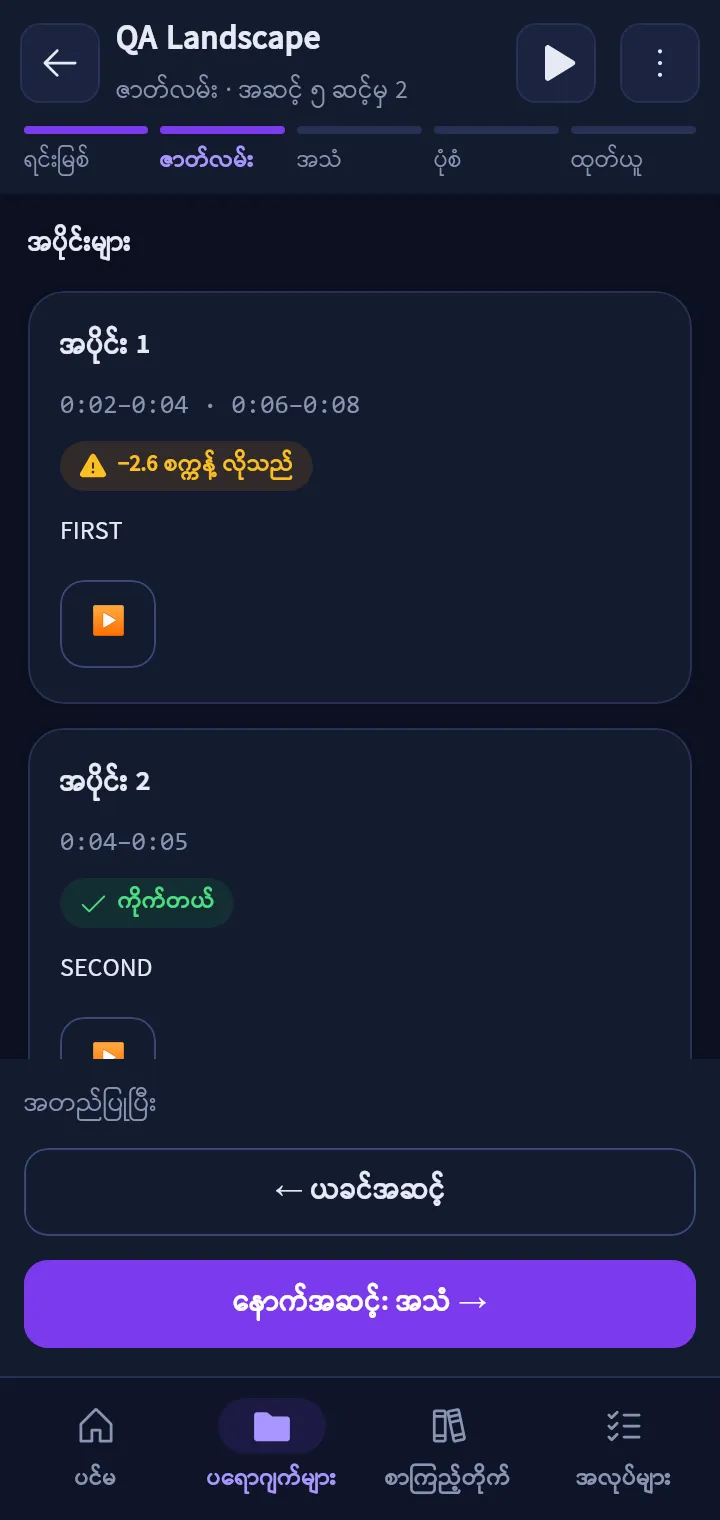 QA Landscape
ဇာတ်လမ်း · အဆင့် ၅ ဆင့်မှ 2
ရင်းမြစ်
ဇာတ်လမ်း
အသံ
ပုံစံ
ထုတ်ယူ
အပိုင်းများ
အပိုင်း 1
0:02–0:04 · 0:06–0:08
−2.6 စက္ကန့် လိုသည်
FIRST
အပိုင်း 2
0:04–0:05
ကိုက်တယ်
SECOND
အတည်ပြုပြီး
← ယခင်အဆင့်
နောက်အဆင့်: အသံ →
ပင်မ
ပရောဂျက်များ
စာကြည့်တိုက်
အလုပ်များ